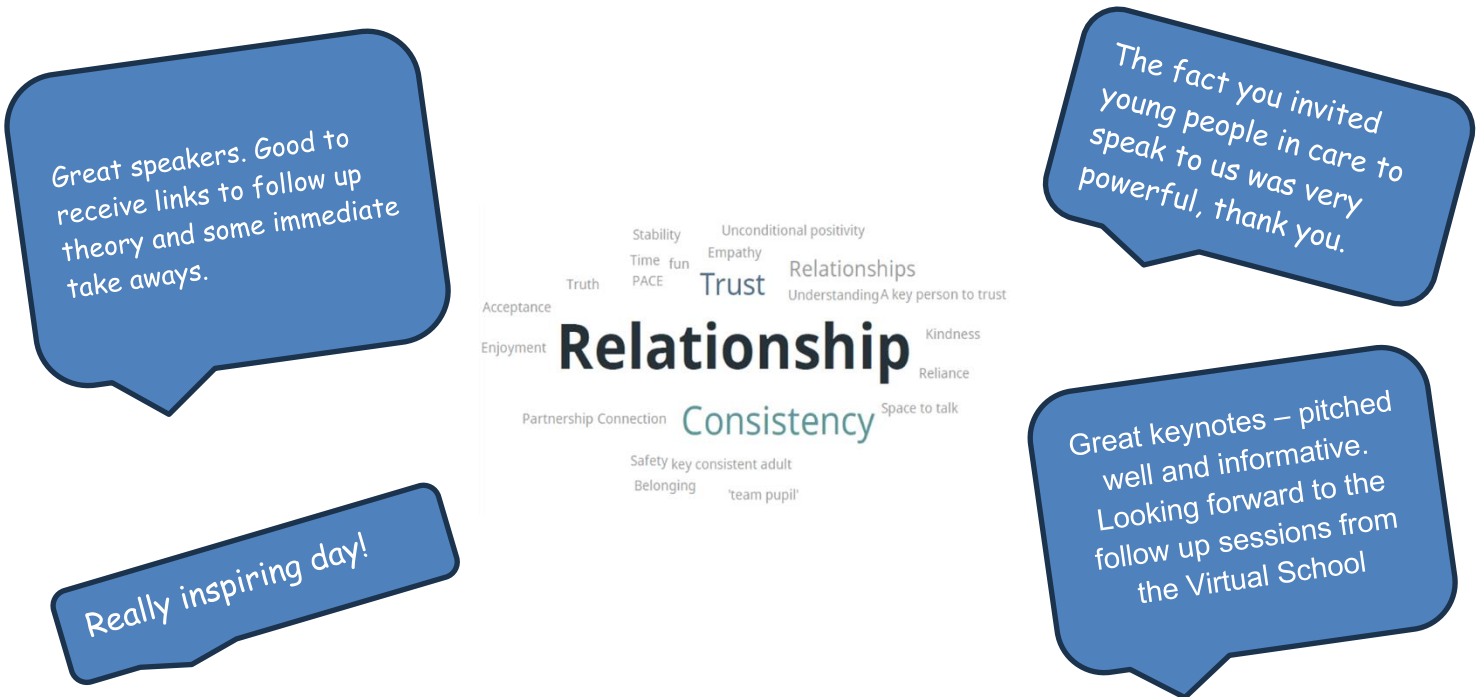 Great speakers. Good to
receive links to follow up
theory and some immediate
take aways.
The fact you invited
young people in care to
speak to us was very
powerful, thank you.
Stability
Unconditional positivity
Time
fun
Empathy
Truth
PACE
Trust
Relationships
Understanding
A key person to trust
Acceptance
Relationship
Kindness
Enjoyment
Reliance
Partnership
Connection
Consistency
Space to talk
Safety
key consistent adult
Belonging
'team pupil'
Really inspiring day!
Great keynotes – pitched
well and informative.
Looking forward to the
follow up sessions from
the Virtual School